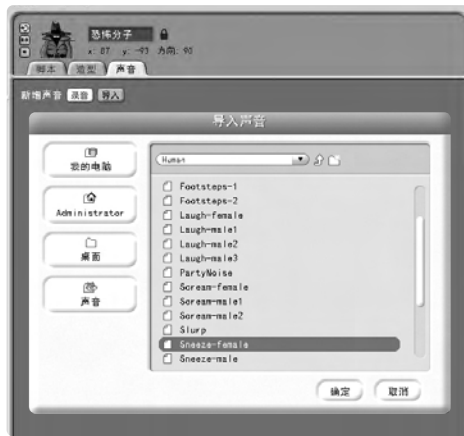 恐怖分子
x: 87 y: -93 方向: 90
脚本 造型 声音
新增声音 录音 导入
导入声音
我的电脑
Administrator
桌面
声音
Human
Footsteps-1
Footsteps-2
Laugh-female
Laugh-male1
Laugh-male2
Laugh-male3
PartyNoise
Scream-female
Scream-male1
Scream-male2
Slurp
Sneeze-female
Sneeze-male
确定 取消